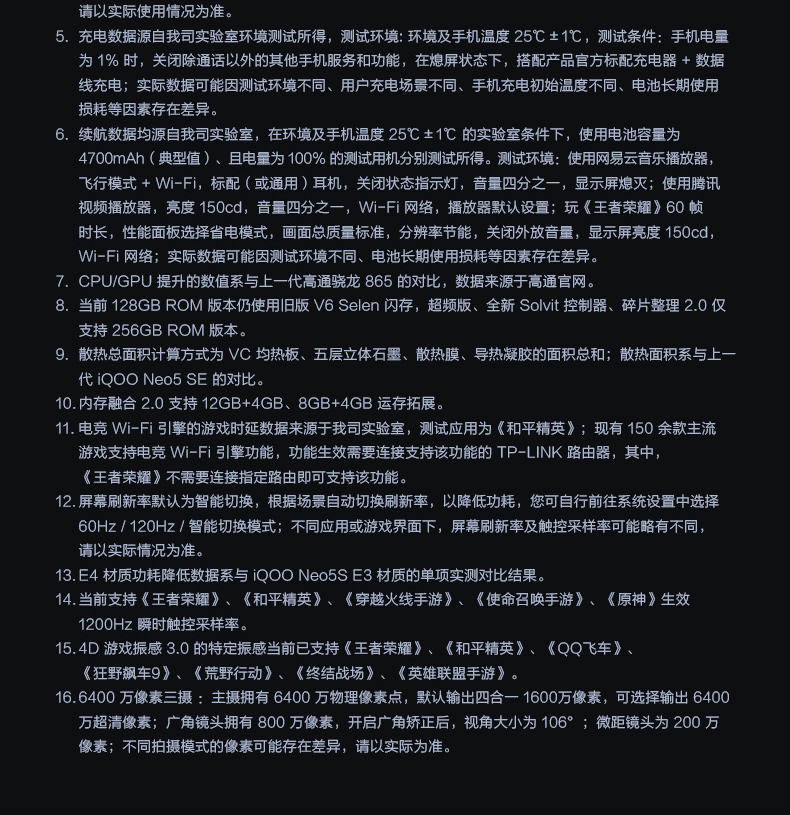 请以实际使用情况为准。
5. 充电数据源自我司实验室环境测试所得，测试环境：环境及手机温度 25℃±1℃，测试条件：手机电量
为 1% 时，关闭除通话以外的其他手机服务和功能，在熄屏状态下，搭配产品官方标配充电器 + 数据
线充电；实际数据可能因测试环境不同、用户充电场景不同、手机充电初始温度不同、电池长期使用
损耗等因素存在差异。
6. 续航数据均源自我司实验室，在环境及手机温度 25℃±1℃ 的实验室条件下，使用电池容量为
4700mAh（典型值）、且电量为100% 的测试用机分别测试所得。测试环境：使用网易云音乐播放器，
飞行模式 + Wi-Fi，标配（或通用）耳机，关闭状态指示灯，音量四分之一，显示屏熄灭；使用腾讯
视频播放器，亮度 150cd，音量四分之一，Wi-Fi 网络，播放器默认设置；玩《王者荣耀》60 帧
时长，性能面板选择省电模式，画面总质量标准，分辨率节能，关闭外放音量，显示屏亮度 150cd，
Wi-Fi 网络；实际数据可能因测试环境不同、电池长期使用损耗等因素存在差异。
7. CPU/GPU 提升的数值系与上一代高通骁龙 865 的对比，数据来源于高通官网。
8. 当前 128GB ROM 版本仍使用旧版 V6 Selen 闪存，超频版、全新 Solvit 控制器、碎片整理 2.0 仅
支持 256GB ROM 版本。
9. 散热总面积计算方式为 VC 均热板、五层立体石墨、散热膜、导热凝胶的面积总和；散热面积系与上一
代 iQOO Neo5 SE 的对比。
10. 内存融合 2.0 支持 12GB+4GB、8GB+4GB 运存拓展。
11. 电竞 Wi-Fi 引擎的游戏时延数据来源于我司实验室，测试应用为《和平精英》；现有 150 余款主流
游戏支持电竞 Wi-Fi 引擎功能，功能生效需要连接支持该功能的 TP-LINK 路由器，其中，
《王者荣耀》不需要连接指定路由即可支持该功能。
12. 屏幕刷新率默认为智能切换，根据场景自动切换刷新率，以降低功耗，您可自行前往系统设置中选择
60Hz / 120Hz / 智能切换模式；不同应用或游戏界面下，屏幕刷新率及触控采样率可能略有不同，
请以实际情况为准。
13. E4 材质功耗降低数据系与 iQOO Neo5S E3 材质的单项实测对比结果。
14. 当前支持《王者荣耀》、《和平精英》、《穿越火线手游》、《使命召唤手游》、《原神》生效
1200Hz 瞬时触控采样率。
15. 4D 游戏振感 3.0 的特定振感当前已支持《王者荣耀》、《和平精英》、《QQ飞车》、
《狂野飙车9》、《荒野行动》、《终结战场》、《英雄联盟手游》。
16. 6400 万像素三摄 ：主摄拥有 6400 万物理像素点，默认输出四合一 1600万像素，可选择输出 6400
万超清像素；广角镜头拥有 800 万像素，开启广角矫正后，视角大小为 106°；微距镜头为 200 万
像素；不同拍摄模式的像素可能存在差异，请以实际为准。